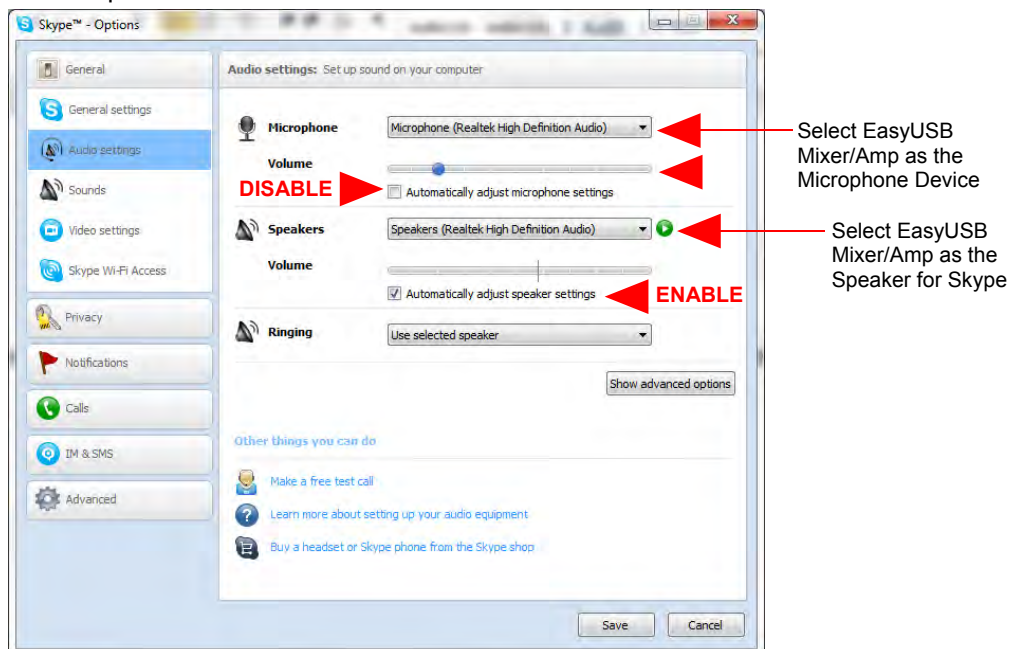 Skype™ - Options
General
General settings
Audio settings
Sounds
Video settings
Skype Wi-Fi Access
Privacy
Notifications
Calls
IM & SMS
Advanced
Audio settings: Set up sound on your computer
Microphone
Microphone (Realtek High Definition Audio)
Volume
DISABLE
Automatically adjust microphone settings
Speakers
Speakers (Realtek High Definition Audio)
Volume
Automatically adjust speaker settings
ENABLE
Ringing
Use selected speaker
Show advanced options
Other things you can do
Make a free test call
Learn more about setting up your audio equipment
Buy a headset or Skype phone from the Skype shop
Save
Cancel
Select EasyUSB
Mixer/Amp as the
Microphone Device
Select EasyUSB
Mixer/Amp as the
Speaker for Skype